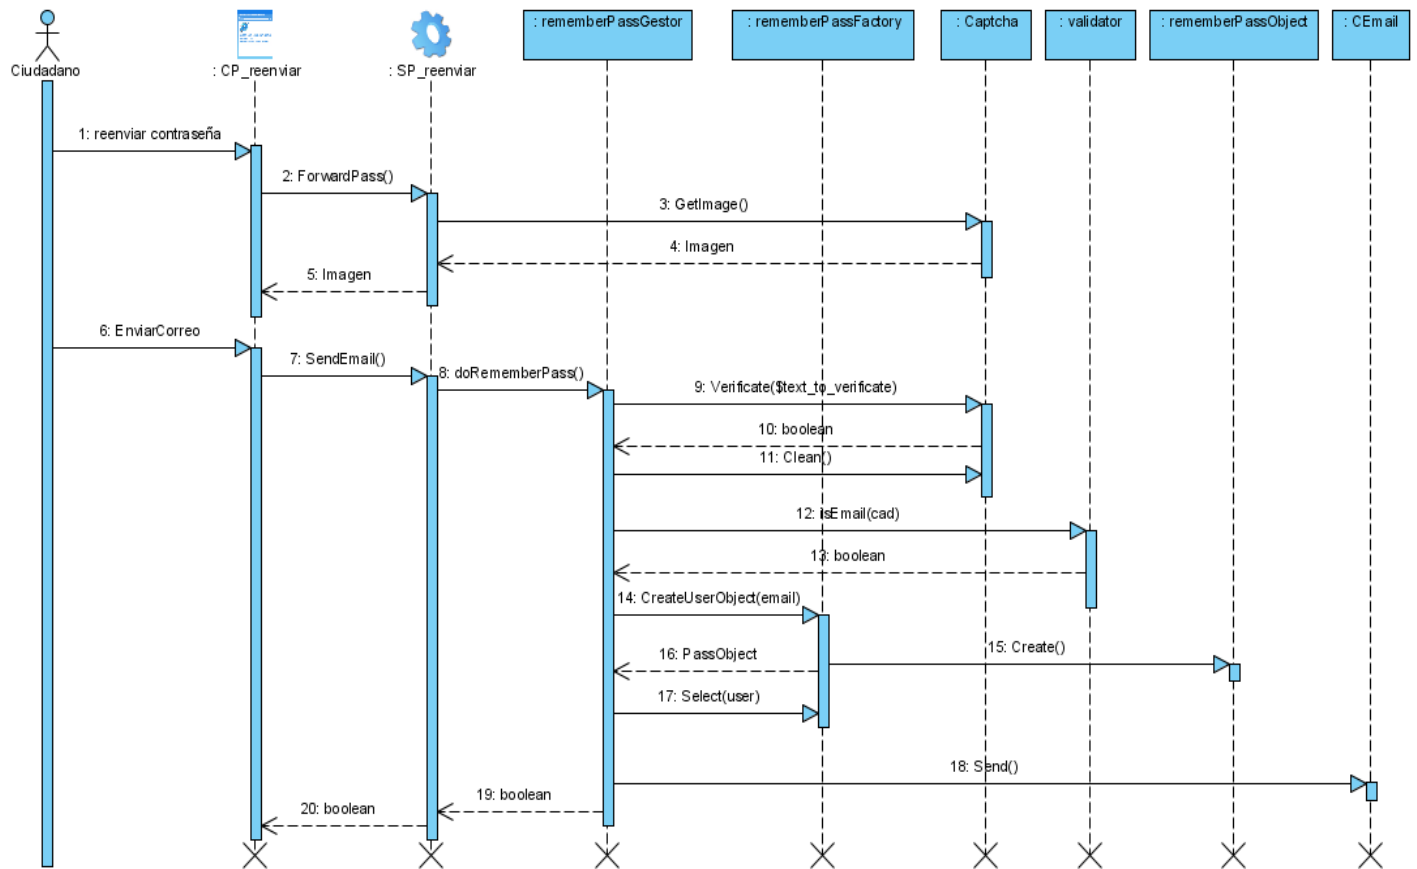 : rememberPassGestor
: rememberPassFactory
: Captcha
: validator
: rememberPassObject
: CEmail
Ciudadano
: CP_reenviar
: SP_reenviar
1: reenviar contraseña
2: ForwardPass()
3: GetImage()
4: Imagen
5: Imagen
6: EnviarCorreo
7: SendEmail()
8: doRememberPass()
9: Verificate($text_to_verificate)
10: boolean
11: Clean()
12: isEmail(cad)
13: boolean
14: CreateUserObject(email)
15: Create()
16: PassObject
17: Select(user)
18: Send()
19: boolean
20: boolean